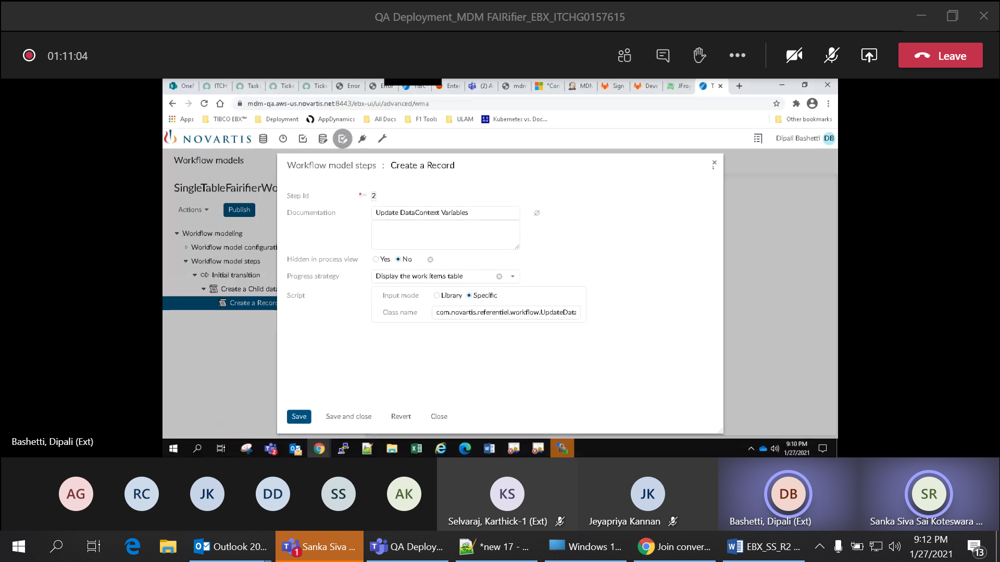 QA Deployment_MDM FAIRifier_EBX_ITCHG0157615
01:11:04
Leave
OneI
ITCH
Task
Ticke
Ticke
Error
Error
Enter
(2) A
mdn
"Con
MDM
Sign
Deve
JFrog
T
mdm-qa.aws-us.novartis.net:8443/ebx-ui/ui/advanced/wma
Apps
TIBCO EBX™
Deployment
AppDynamics
All Docs
F1 Tools
ULAM
Kubernetes vs. Doc...
Other bookmarks
NOVARTIS
Dipali Bashetti DB
Workflow models
SingleTableFairifierWo
Actions
Publish
Workflow modeling
Workflow model configurati
Workflow model steps
Initial transition
Create a Child data
Create a Record
Workflow model steps : Create a Record
Step Id
2
Documentation
Update DataContext Variables
Hidden in process view
Yes No
Progress strategy
Display the work items table
Script
Input mode
Library Specific
Class name
com.novartis.referentiel.workflow.UpdateData
Save
Save and close
Revert
Close
Bashetti, Dipali (Ext)
9:10 PM
1/27/2021
AG
RC
JK
DD
SS
AK
KS
JK
DB
SR
Selvaraj, Karthick-1 (Ext)
Jeyapriya Kannan
Bashetti, Dipali (Ext)
Sanka Siva Sai Koteswara ...
Outlook 20...
Sanka Siva ...
QA Deploy...
*new 17 - ...
Windows 1...
Join conver...
EBX_SS_R2 ...
9:12 PM
1/27/2021
13